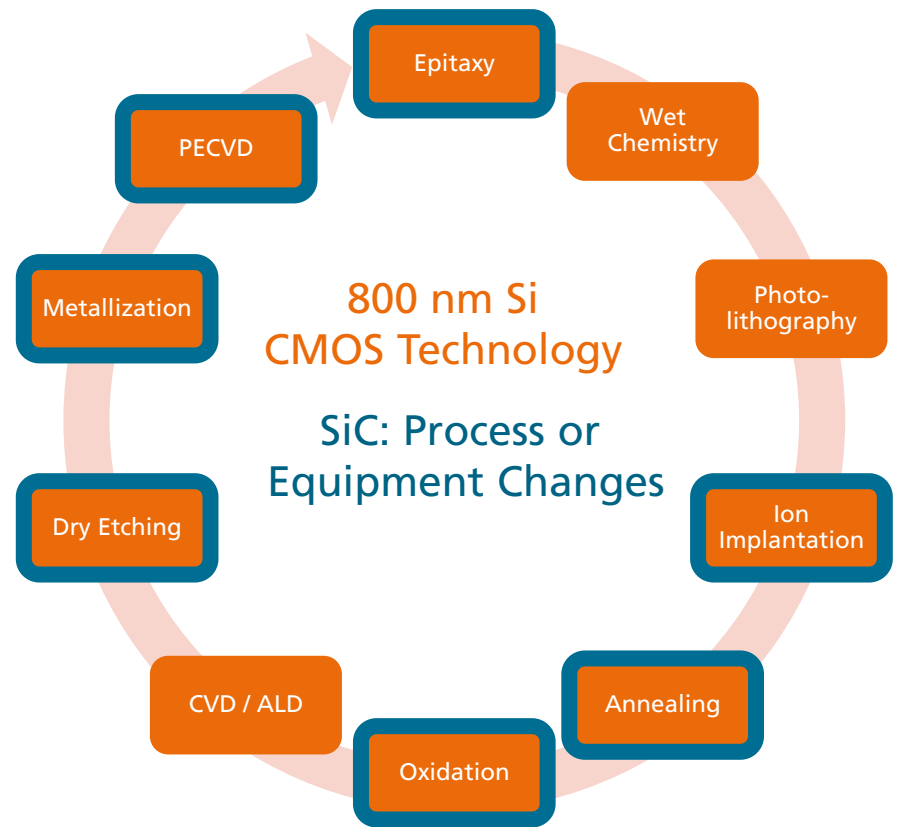 Epitaxy
Wet
Chemistry
Photo-
lithography
Ion
Implantation
Annealing
Oxidation
CVD / ALD
Dry Etching
Metallization
PECVD
800 nm Si
CMOS Technology
SiC: Process or
Equipment Changes